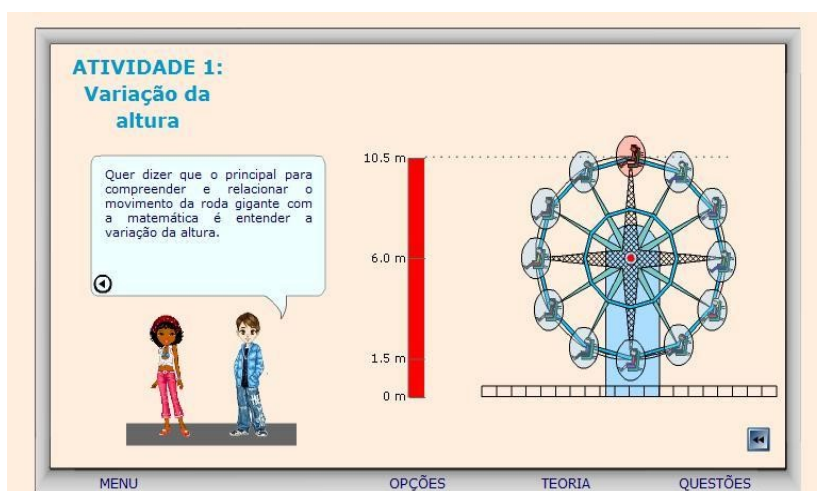 ATIVIDADE 1:
Variação da
altura
Quer dizer que o principal para
compreender e relacionar o
movimento da roda gigante com
a matemática é entender a
variação da altura.
10.5 m
6.0 m
1.5 m
0 m
MENU
OPÇÕES
TEORIA
QUESTÕES